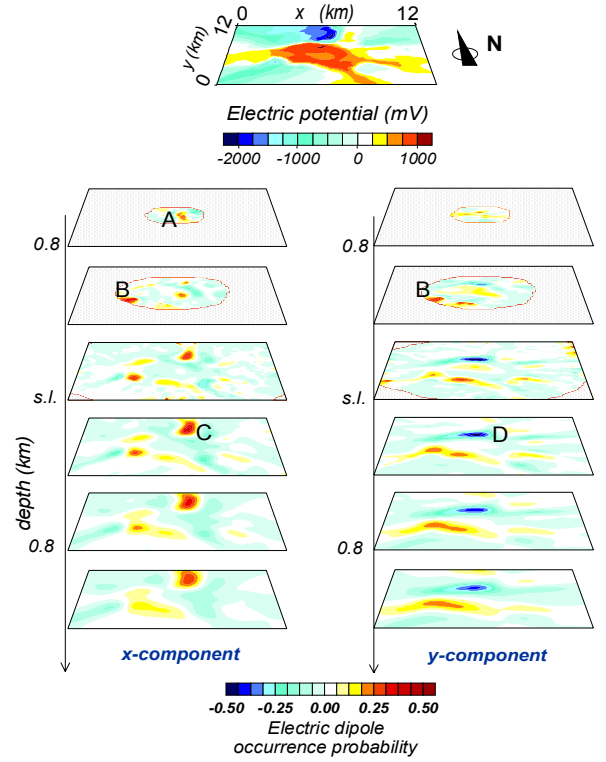 0 x (km) 12
12
y (km)
0
N
Electric potential (mV)
-2000 -1000 0 1000
A
0.8
0.8
B
B
s.l.
s.l.
C
D
depth (km)
0.8
0.8
x-component
y-component
-0.50 -0.25 0.00 0.25 0.50
Electric dipole
occurrence probability